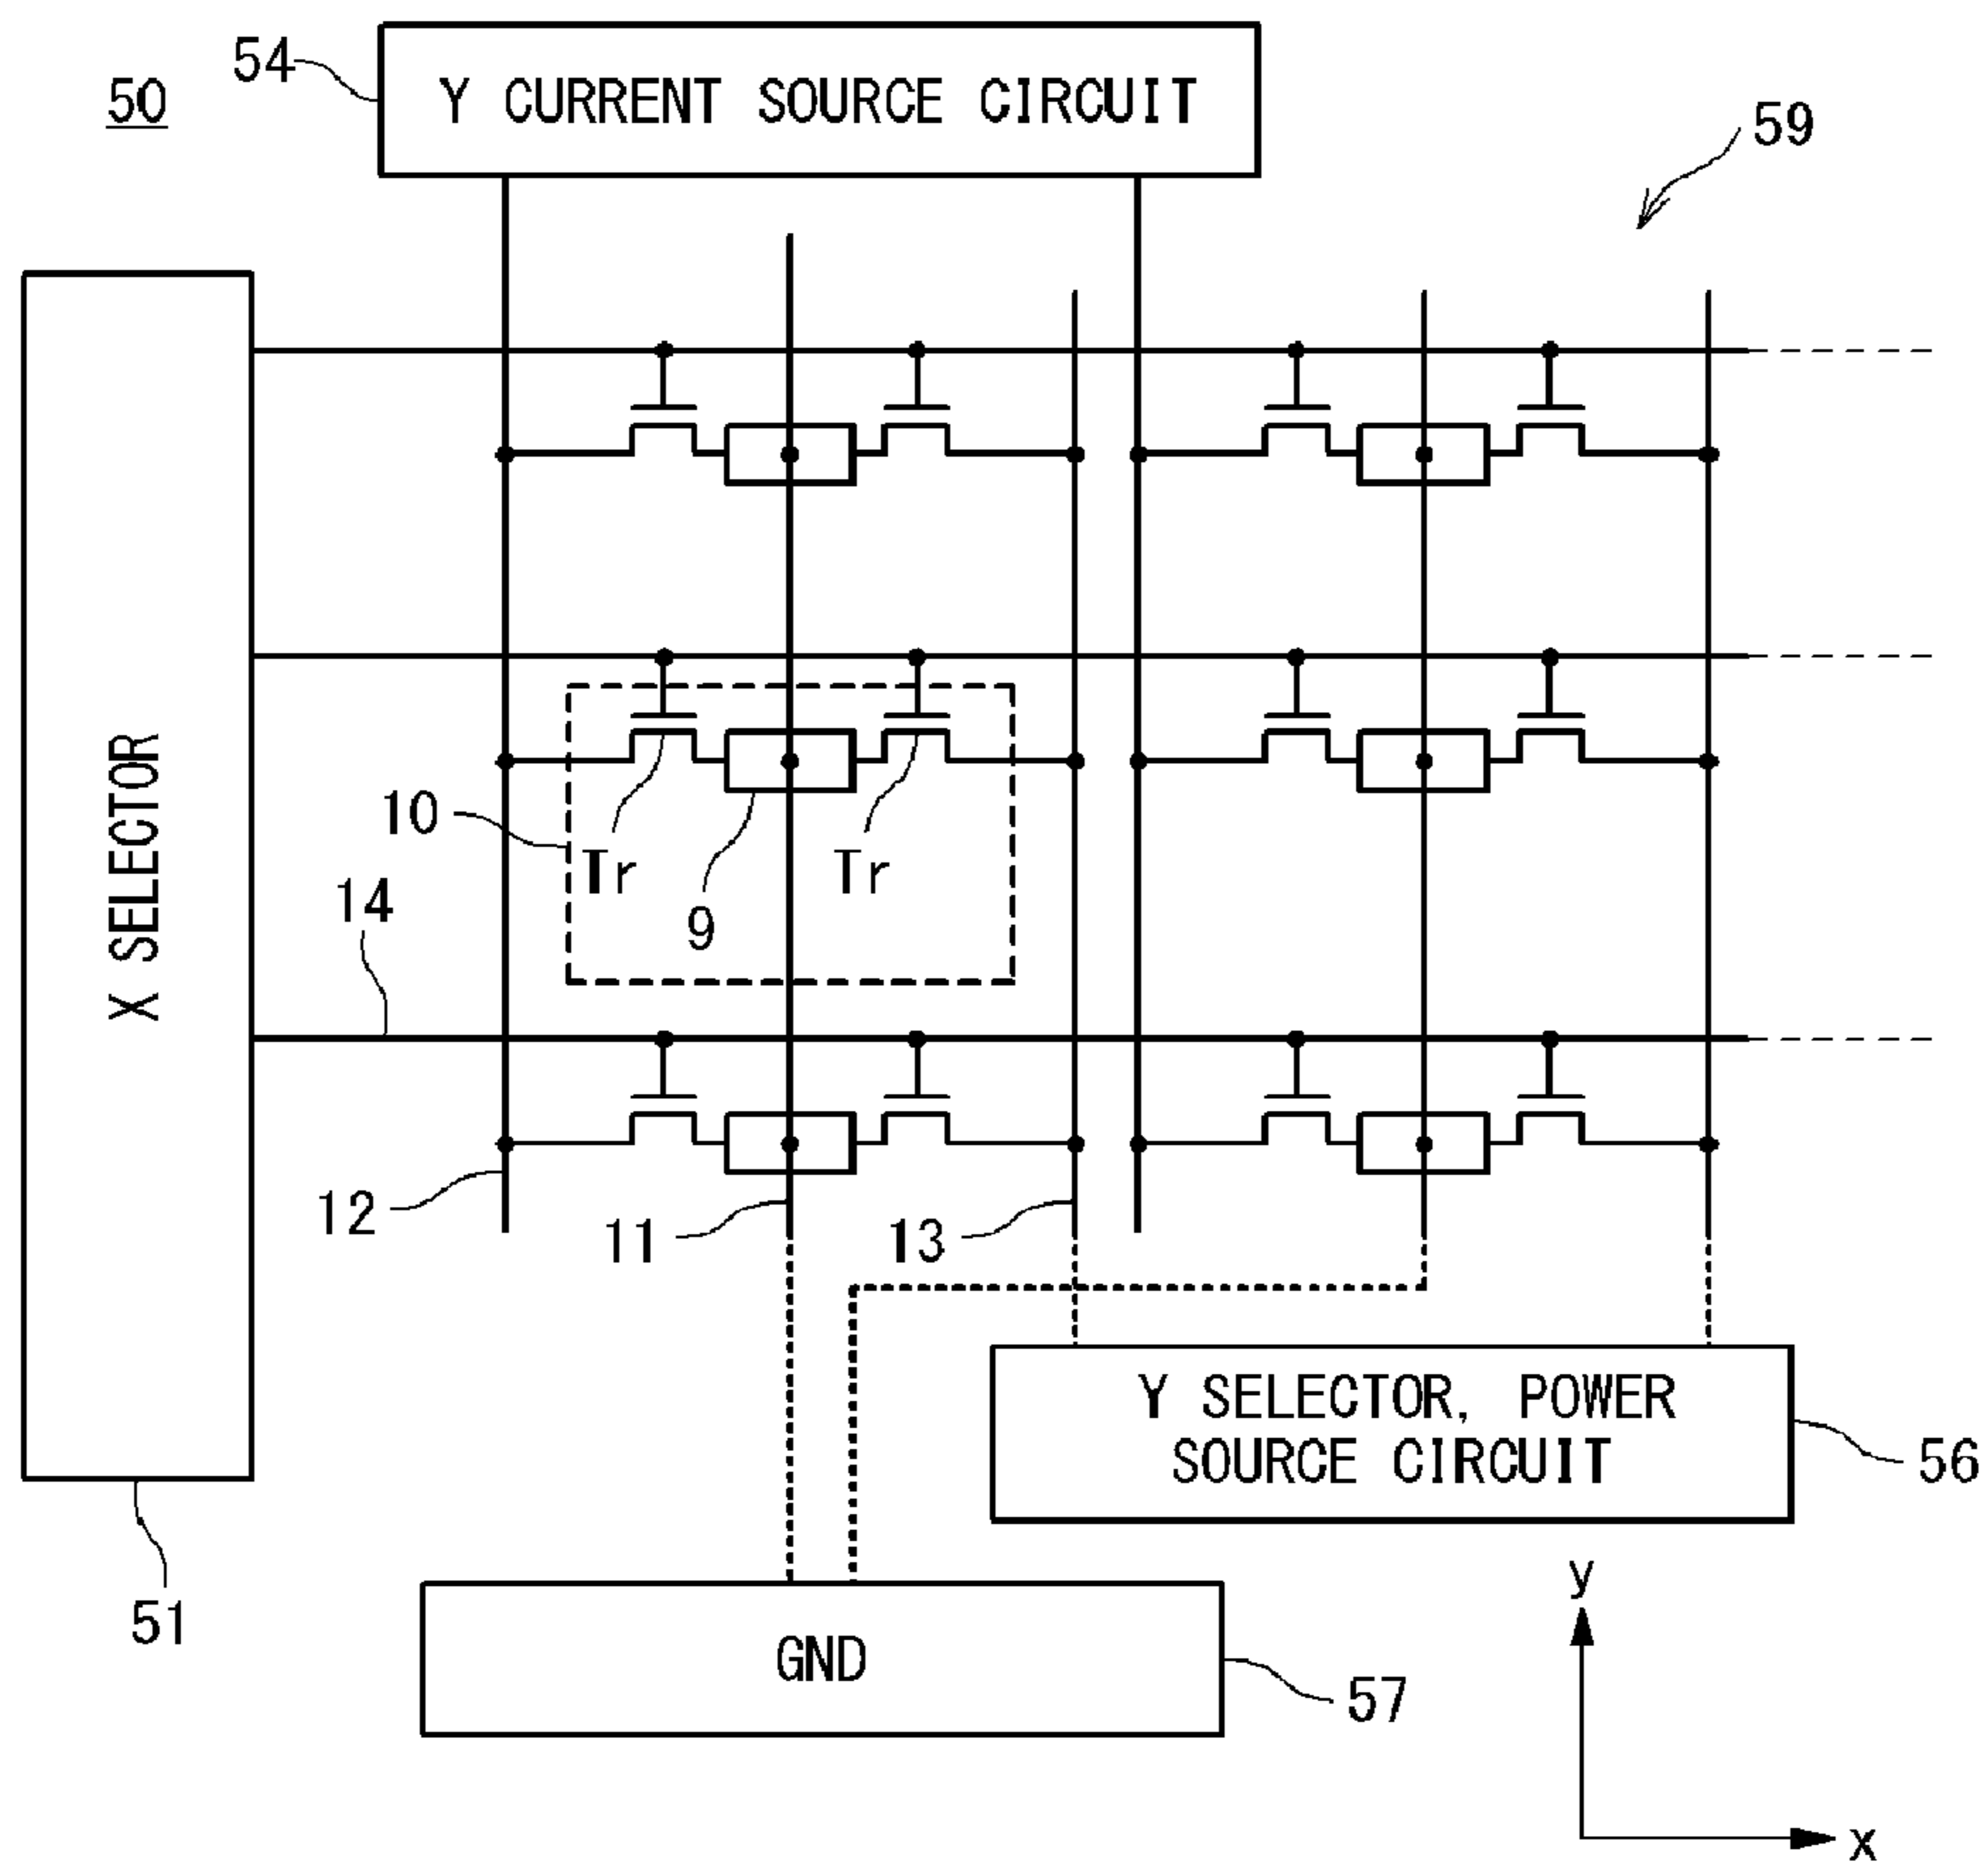 54
Y CURRENT SOURCE CIRCUIT
50
59
X SELECTOR
10
Tr
Tr
9
14
12
11
13
Y SELECTOR, POWER
SOURCE CIRCUIT
56
51
GND
57
y
x